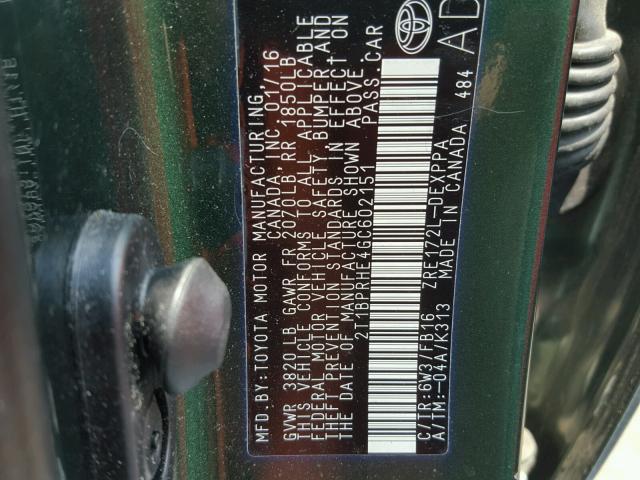 MFD.BY: TOYOTA MOTOR MANUFACTURING
CANADA, INC. 01/16
GVWR 3820LB GAWR FR 2070LB, RR 1850LB
THIS VEHICLE CONFORMS TO ALL APPLICABLE
FEDERAL MOTOR VEHICLE SAFETY, BUMPER AND
THEFT PREVENTION STANDARDS IN EFFECT ON
THE DATE OF MANUFACTURE SHOWN ABOVE.
2T1BPRHE4GC602151 PASS.CAR
C/TR: 6W3/FB16 ZRE172L-DEXPPA
A/TM: -04A/K313 MADE IN CANADA 484
AD